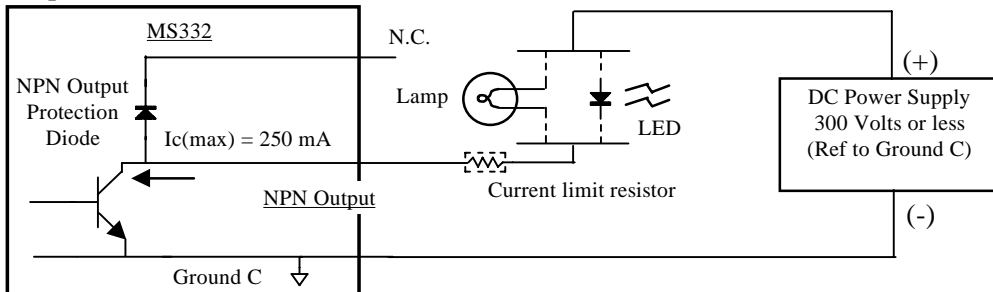 MS332
N.C.
NPN Output
Protection
Diode
Lamp
LED
(+)
DC Power Supply
300 Volts or less
(Ref to Ground C)
Ic(max) = 250 mA
Current limit resistor
NPN Output
(-)
Ground C